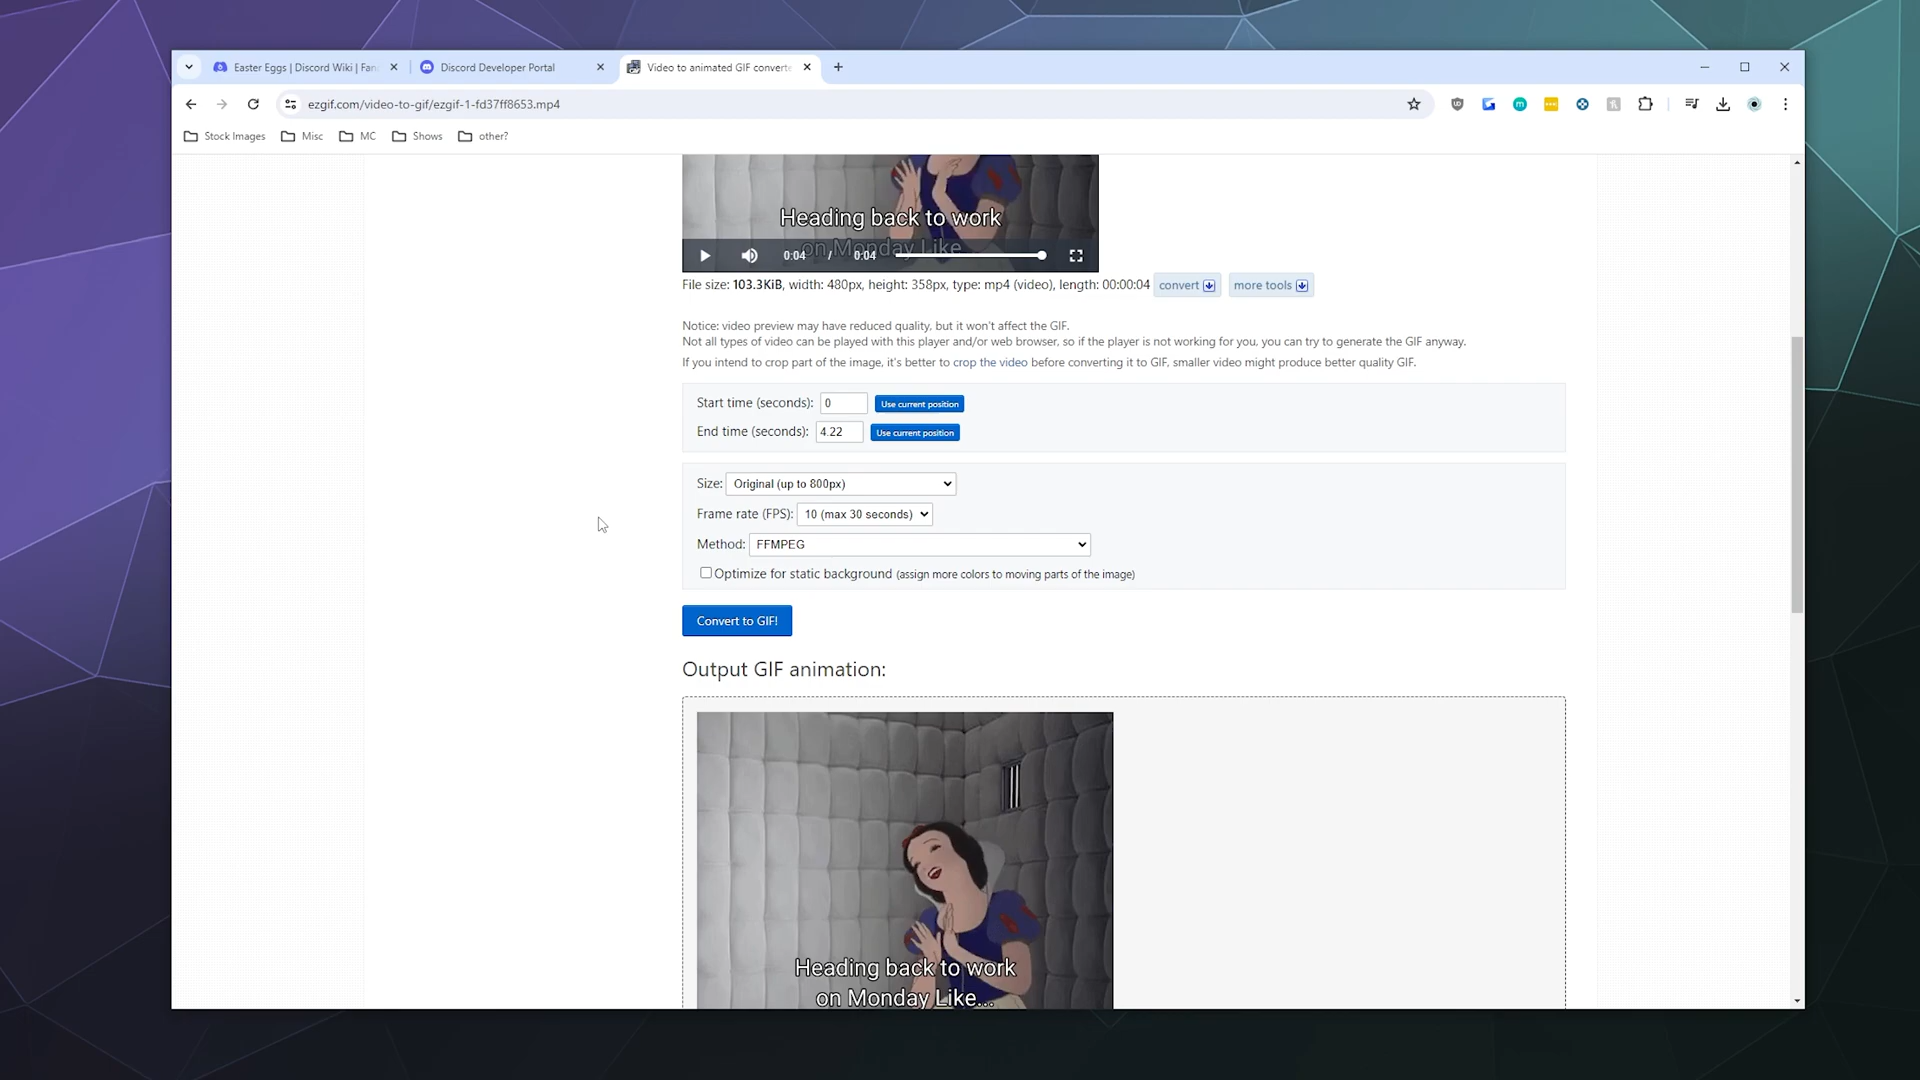 Easter Eggs | Discord Wiki | Fan
Discord Developer Portal
Video to animated GIF converte
ezgif.com/video-to-gif/ezgif-1-fd37ff8653.mp4
Stock Images
Misc
MC
Shows
other?
Heading back to work
on Monday Like...
0:04 / 0:04
File size: 103.3KiB, width: 480px, height: 358px, type: mp4 (video), length: 00:00:04
convert
more tools
Notice: video preview may have reduced quality, but it won't affect the GIF.
Not all types of video can be played with this player and/or web browser, so if the player is not working for you, you can try to generate the GIF anyway.
If you intend to crop part of the image, it's better to crop the video before converting it to GIF, smaller video might produce better quality GIF.
Start time (seconds): 0 Use current position
End time (seconds): 4.22 Use current position
Size: Original (up to 800px)
Frame rate (FPS): 10 (max 30 seconds)
Method: FFMPEG
Optimize for static background (assign more colors to moving parts of the image)
Convert to GIF!
Output GIF animation:
Heading back to work
on Monday Like...